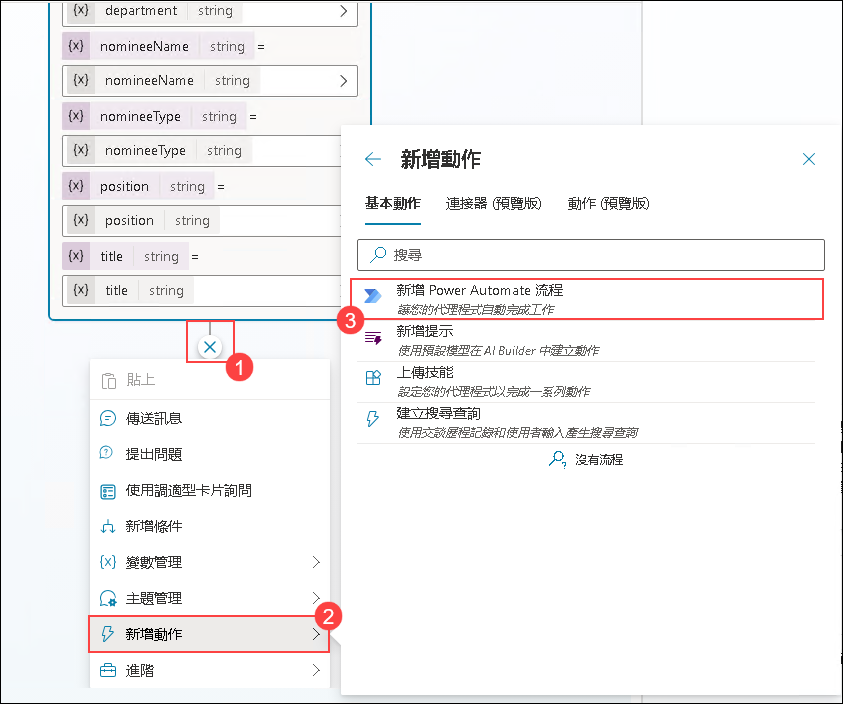 {x} department string
{x} nomineeName string =
{x} nomineeName string
{x} nomineeType string =
{x} nomineeType string
{x} position string =
{x} position string
{x} title string =
{x} title string
1
貼上
傳送訊息
提出問題
使用調適型卡片詢問
新增條件
{x} 變數管理
主題管理
2
新增動作
進階
新增動作
基本動作 連接器 (預覽版) 動作 (預覽版)
搜尋
3
新增 Power Automate 流程
讓您的代理程式自動完成工作
新增提示
使用預設模型在 AI Builder 中建立動作
上傳技能
設定您的代理程式以完成一系列動作
建立搜尋查詢
使用交談歷程記錄和使用者輸入產生搜尋查詢
沒有流程